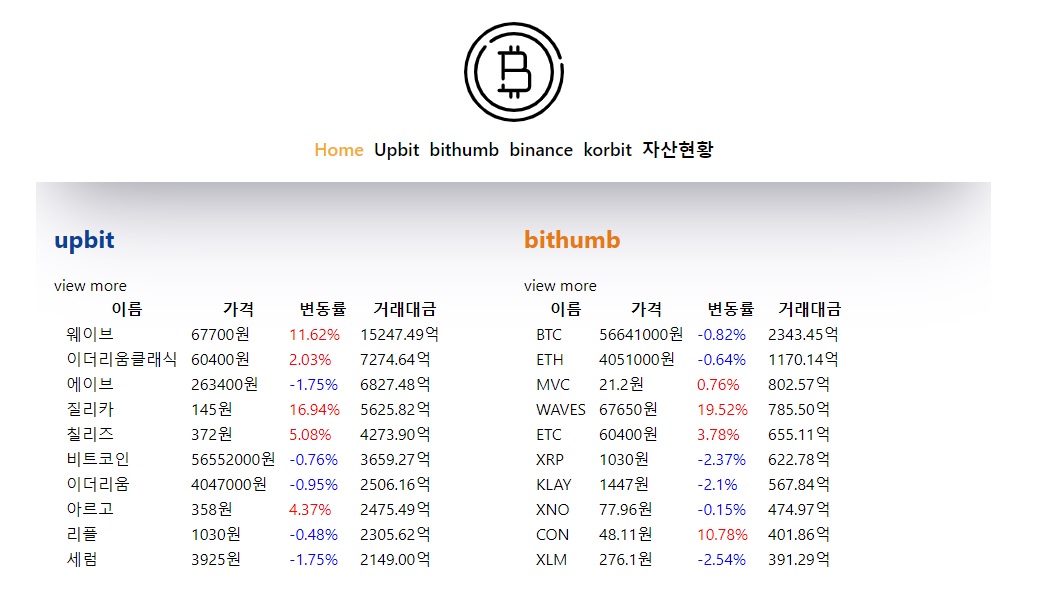 Home Upbit bithumb binance korbit 자산현황
upbit
view more
이름 가격 변동률 거래대금
웨이브 67700원 11.62% 15247.49억
이더리움클래식 60400원 2.03% 7274.64억
에이브 263400원 -1.75% 6827.48억
질리카 145원 16.94% 5625.82억
칠리즈 372원 5.08% 4273.90억
비트코인 56552000원 -0.76% 3659.27억
이더리움 4047000원 -0.95% 2506.16억
아르고 358원 4.37% 2475.49억
리플 1030원 -0.48% 2305.62억
세럼 3925원 -1.75% 2149.00억
bithumb
view more
이름 가격 변동률 거래대금
BTC 56641000원 -0.82% 2343.45억
ETH 4051000원 -0.64% 1170.14억
MVC 21.2원 0.76% 802.57억
WAVES 67650원 19.52% 785.50억
ETC 60400원 3.78% 655.11억
XRP 1030원 -2.37% 622.78억
KLAY 1447원 -2.1% 567.84억
XNO 77.96원 -0.15% 474.97억
CON 48.11원 10.78% 401.86억
XLM 276.1원 -2.54% 391.29억